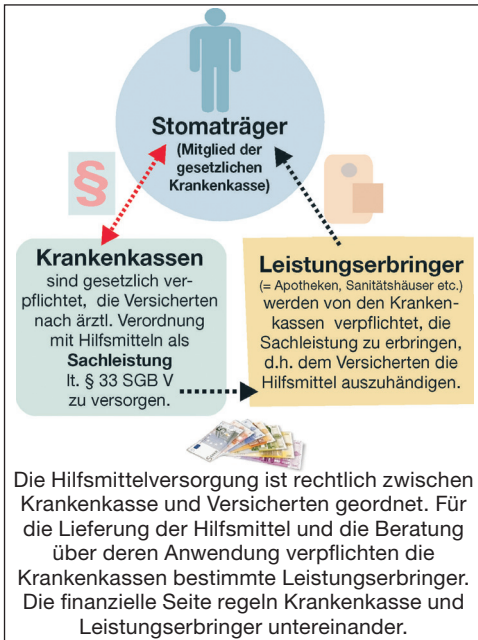 Stomaträger
(Mitglied der
gesetzlichen
Krankenkasse)
§
Krankenkassen
sind gesetzlich ver-
pflichtet, die Versicherten
nach ärztl. Verordnung
mit Hilfsmitteln als
Sachleistung
lt. § 33 SGB V
zu versorgen.
Leistungserbringer
(= Apotheken, Sanitätshäuser etc.)
werden von den Kranken-
kassen verpflichtet, die
Sachleistung zu erbringen,
d.h. dem Versicherten die
Hilfsmittel auszuhändigen.
Die Hilfsmittelversorgung ist rechtlich zwischen
Krankenkasse und Versicherten geordnet. Für
die Lieferung der Hilfsmittel und die Beratung
über deren Anwendung verpflichten die
Krankenkassen bestimmte Leistungserbringer.
Die finanzielle Seite regeln Krankenkasse und
Leistungserbringer untereinander.